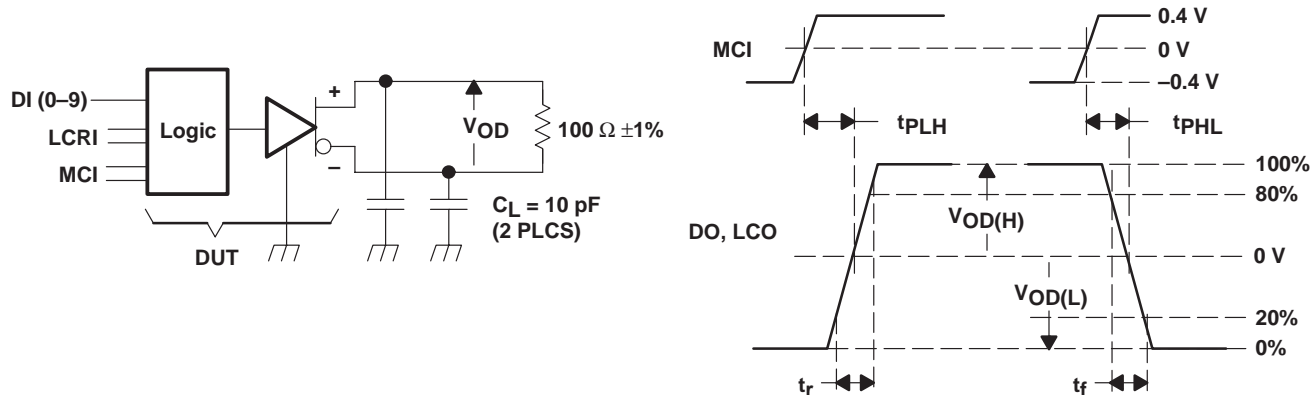 DI (0–9)
LCRI
MCI
Logic
DUT
+
–
VOD
100 Ω ±1%
CL = 10 pF
(2 PLCS)
MCI
0.4 V
0 V
–0.4 V
tPLH
tPHL
DO, LCO
VOD(H)
VOD(L)
100%
80%
0 V
20%
0%
tr
tf